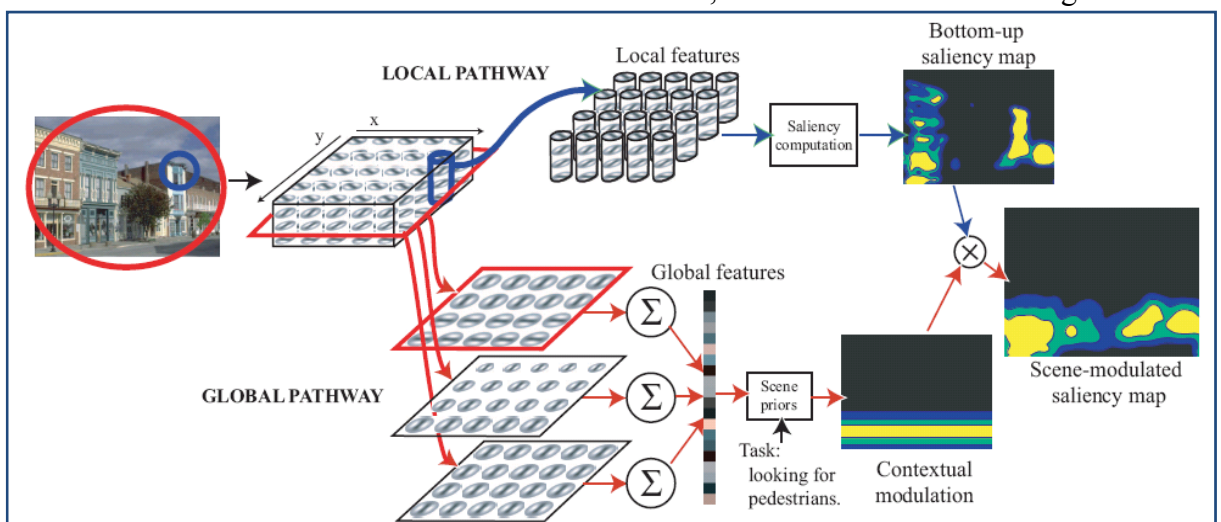 Bottom-up
saliency map
Local features
LOCAL PATHWAY
x
y
Saliency
computation
Global features
Σ
Σ
Σ
GLOBAL PATHWAY
Scene
priors
Task:
looking for
pedestrians.
Contextual
modulation
×
Scene-modulated
saliency map